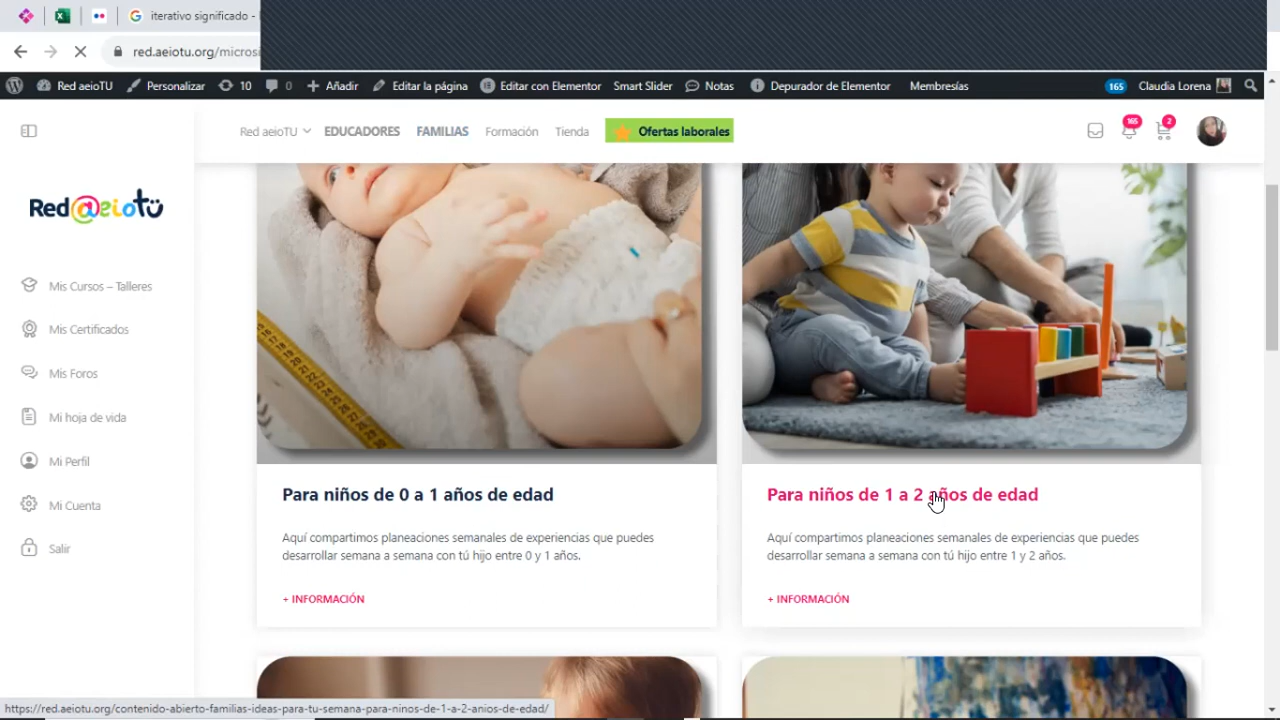 iterativo significado -
red.aeiotu.org/microsi
Red aeioTU
Personalizar
10
0
Añadir
Editar la página
Editar con Elementor
Smart Slider
Notas
Depurador de Elementor
Membresías
165
Claudia Lorena
Red aeioTU
EDUCADORES
FAMILIAS
Formación
Tienda
Ofertas laborales
165
2
Red@eiotu
Mis Cursos – Talleres
Mis Certificados
Mis Foros
Mi hoja de vida
Mi Perfil
Mi Cuenta
Salir
Para niños de 0 a 1 años de edad
Aquí compartimos planeaciones semanales de experiencias que puedes
desarrollar semana a semana con tú hijo entre 0 y 1 años.
+ INFORMACIÓN
Para niños de 1 a 2 años de edad
Aquí compartimos planeaciones semanales de experiencias que puedes
desarrollar semana a semana con tú hijo entre 1 y 2 años.
+ INFORMACIÓN
https://red.aeiotu.org/contenido-abierto-familias-ideas-para-tu-semana-para-ninos-de-1-a-2-anios-de-edad/